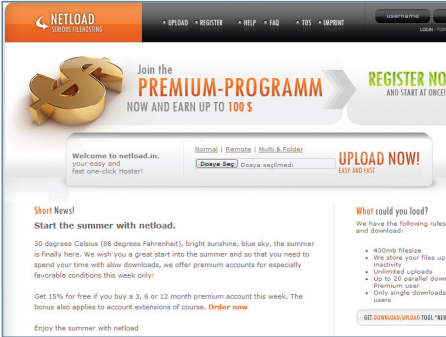 NETLOAD
SERIOUS FILEHOSTING
• UPLOAD • REGISTER • HELP • FAQ • TOS • IMPRINT
username
LOGIN
Join the
PREMIUM-PROGRAMM
NOW AND EARN UP TO 100 $
REGISTER NO
AND START AT ONCE!
Welcome to netload.in,
your easy and
fast one-click Hoster!
Normal | Remote | Multi & Folder
Dosya Seç Dosya seçilmedi
UPLOAD NOW!
EASY AND FAST
Short News!
Start the summer with netload.
30 degrees Celsius (86 degrees Fahrenheit), bright sunshine, blue sky, the summer
is finally here. We wish you a great start into the summer and so that you need to
spend your time with slow downloads, we offer premium accounts for especially
favorable conditions this week only!
Get 15% for free if you buy a 3, 6 or 12 month premium account this week. The
bonus also applies to account extensions of course. Order now
Enjoy the summer with netload
What could you load?
We have the following rules
and download:
• 400mb filesize
• We store your files up
inactivity
• Unlimited uploads
• Up to 20 parallel down
Premium user
• Only single downloads
users
GET DOWNLOAD/UPLOAD TOOL "NEW